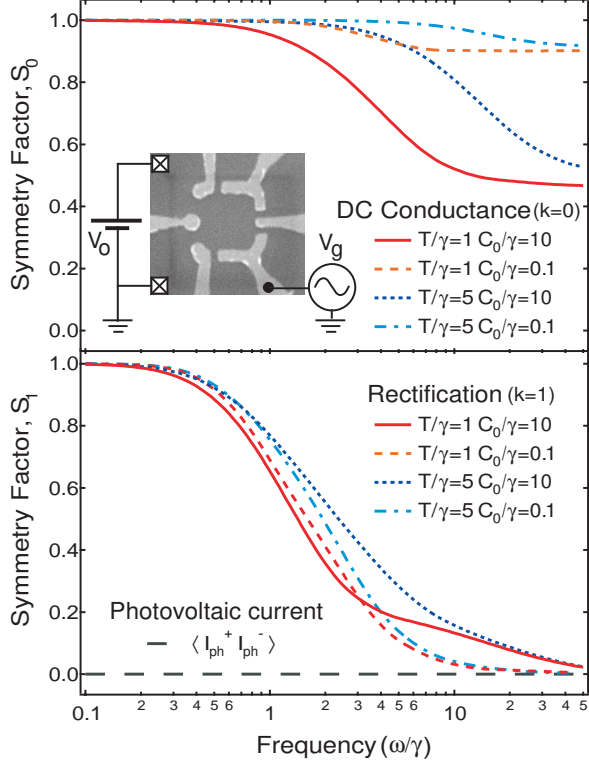 Symmetry Factor, S₀
1.0
0.8
0.6
0.4
0.2
0.0
Vₒ
V_g
DC Conductance (k=0)
T/γ=1 C₀/γ=10
T/γ=1 C₀/γ=0.1
T/γ=5 C₀/γ=10
T/γ=5 C₀/γ=0.1
Symmetry Factor, S₁
1.0
0.8
0.6
0.4
0.2
0.0
Rectification (k=1)
T/γ=1 C₀/γ=10
T/γ=1 C₀/γ=0.1
T/γ=5 C₀/γ=10
T/γ=5 C₀/γ=0.1
Photovoltaic current
⟨ I_ph⁺ I_ph⁻ ⟩
0.1 2 3 4 5 6 1 2 3 4 5 6 10 2 3 4 5
Frequency (ω/γ)